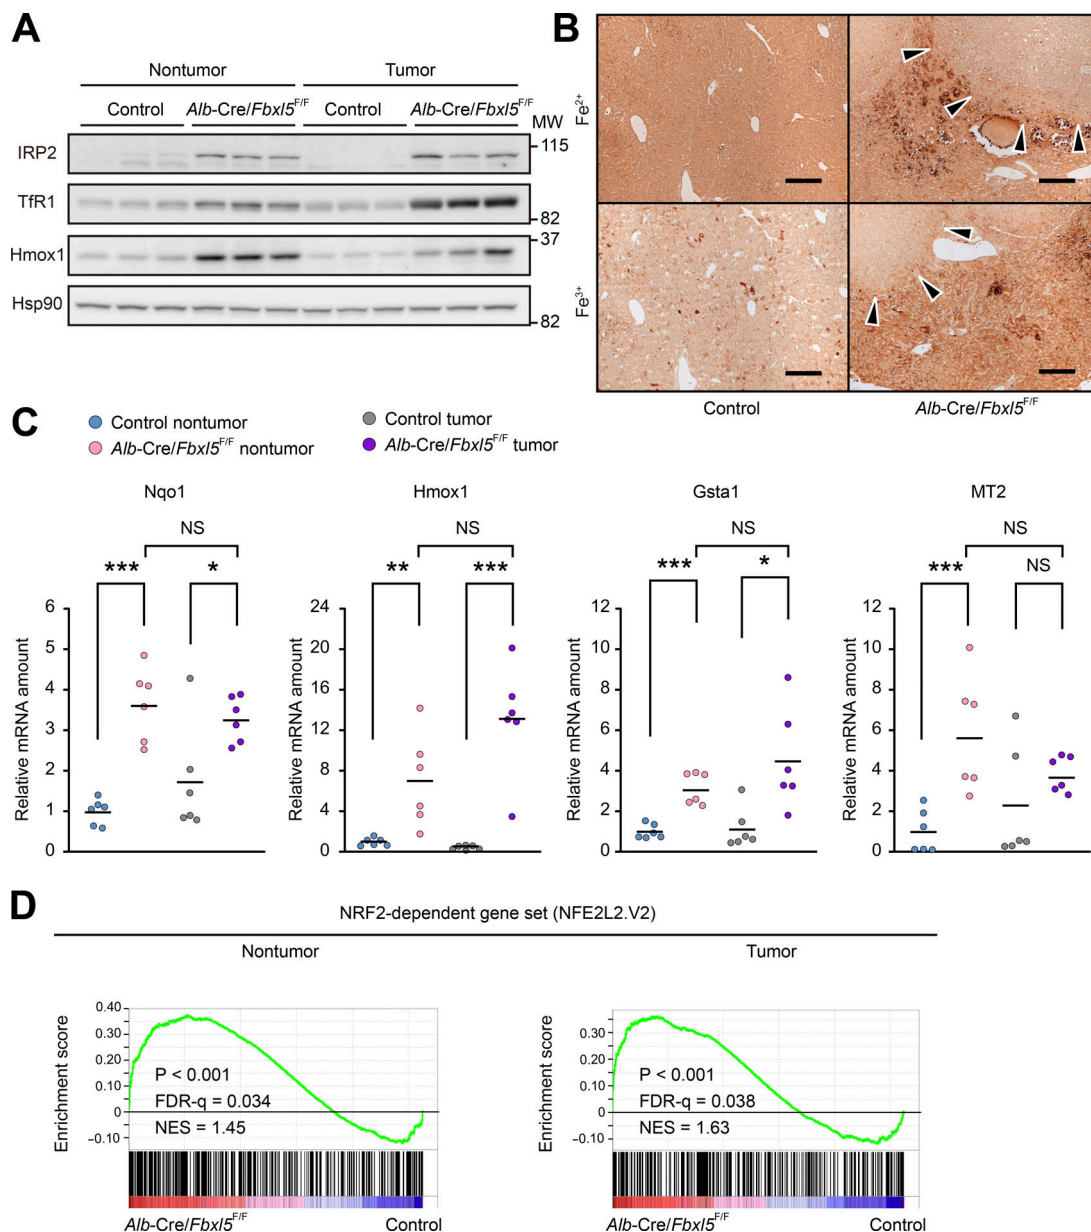 A
Nontumor Tumor
Control Alb-Cre/Fbxl5F/F Control Alb-Cre/Fbxl5F/F
MW
IRP2
115
TfR1
82
Hmox1
37
Hsp90
82
B
Fe2+
Fe3+
Control Alb-Cre/Fbxl5F/F
C
Control nontumor
Alb-Cre/Fbxl5F/F nontumor
Control tumor
Alb-Cre/Fbxl5F/F tumor
Nqo1
NS
*** *
Relative mRNA amount
6
5
4
3
2
1
0
Hmox1
NS
** ***
Relative mRNA amount
24
20
16
12
8
4
0
Gsta1
NS
*** *
Relative mRNA amount
12
10
8
6
4
2
0
MT2
NS
*** NS
Relative mRNA amount
12
10
8
6
4
2
0
D
NRF2-dependent gene set (NFE2L2.V2)
Nontumor
Enrichment score
0.40
0.30
0.20
0.10
0
–0.10
P < 0.001
FDR-q = 0.034
NES = 1.45
Alb-Cre/Fbxl5F/F Control
Tumor
Enrichment score
0.30
0.20
0.10
0
–0.10
P < 0.001
FDR-q = 0.038
NES = 1.63
Alb-Cre/Fbxl5F/F Control